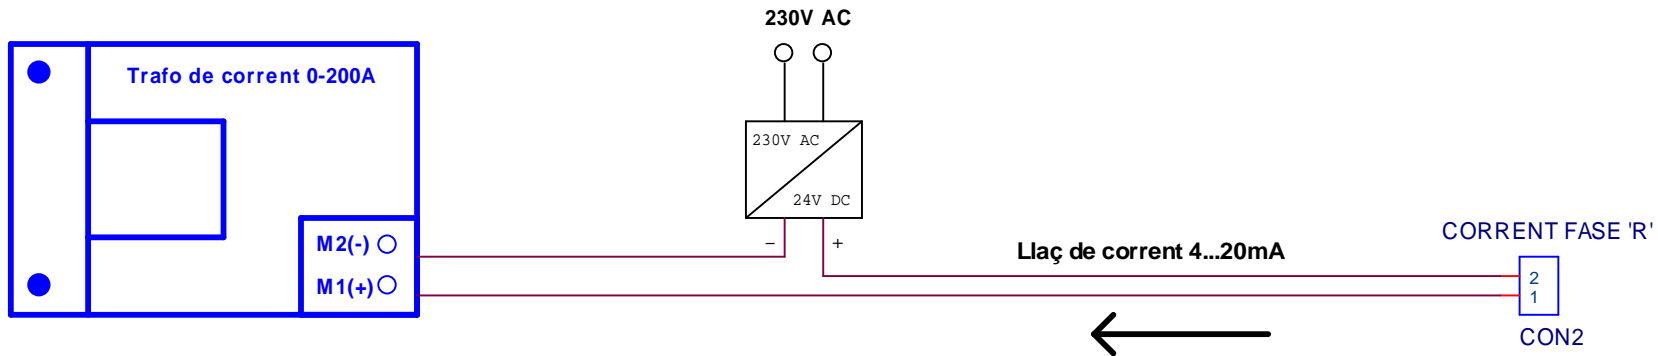 230V AC
Trafo de corrent 0-200A
230V AC
24V DC
M2(-)
- +
M1(+)
Llaç de corrent 4...20mA
CORRENT FASE 'R'
2
1
CON2